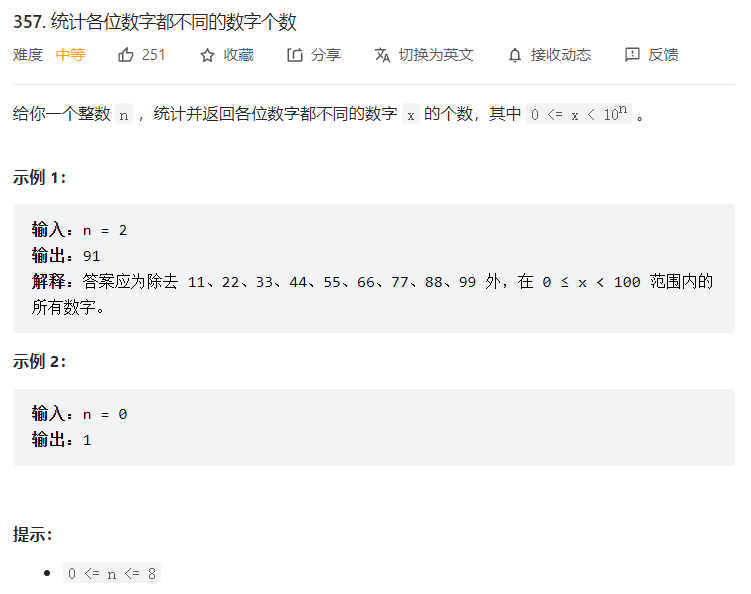 357. 统计各位数字都不同的数字个数
难度 中等 251 收藏 分享 切换为英文 接收动态 反馈
给你一个整数 n ，统计并返回各位数字都不同的数字 x 的个数，其中 0 <= x < 10ⁿ 。
示例 1：
输入：n = 2
输出：91
解释：答案应为除去 11、22、33、44、55、66、77、88、99 外，在 0 ≤ x < 100 范围内的
所有数字。
示例 2：
输入：n = 0
输出：1
提示：
0 <= n <= 8